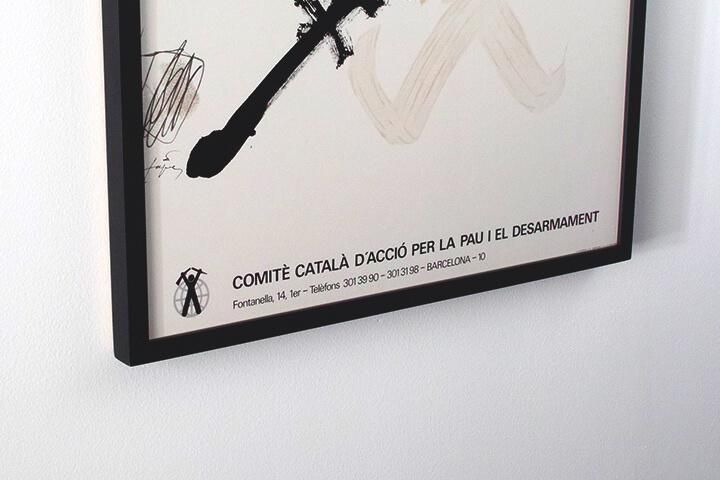 COMITÈ CATALÀ D´ACCIÓ PER LA PAU I EL DESARMAMENT
Fontanella, 14, 1er – Telèfons 301 39 90 – 301 31 98 – BARCELONA – 10